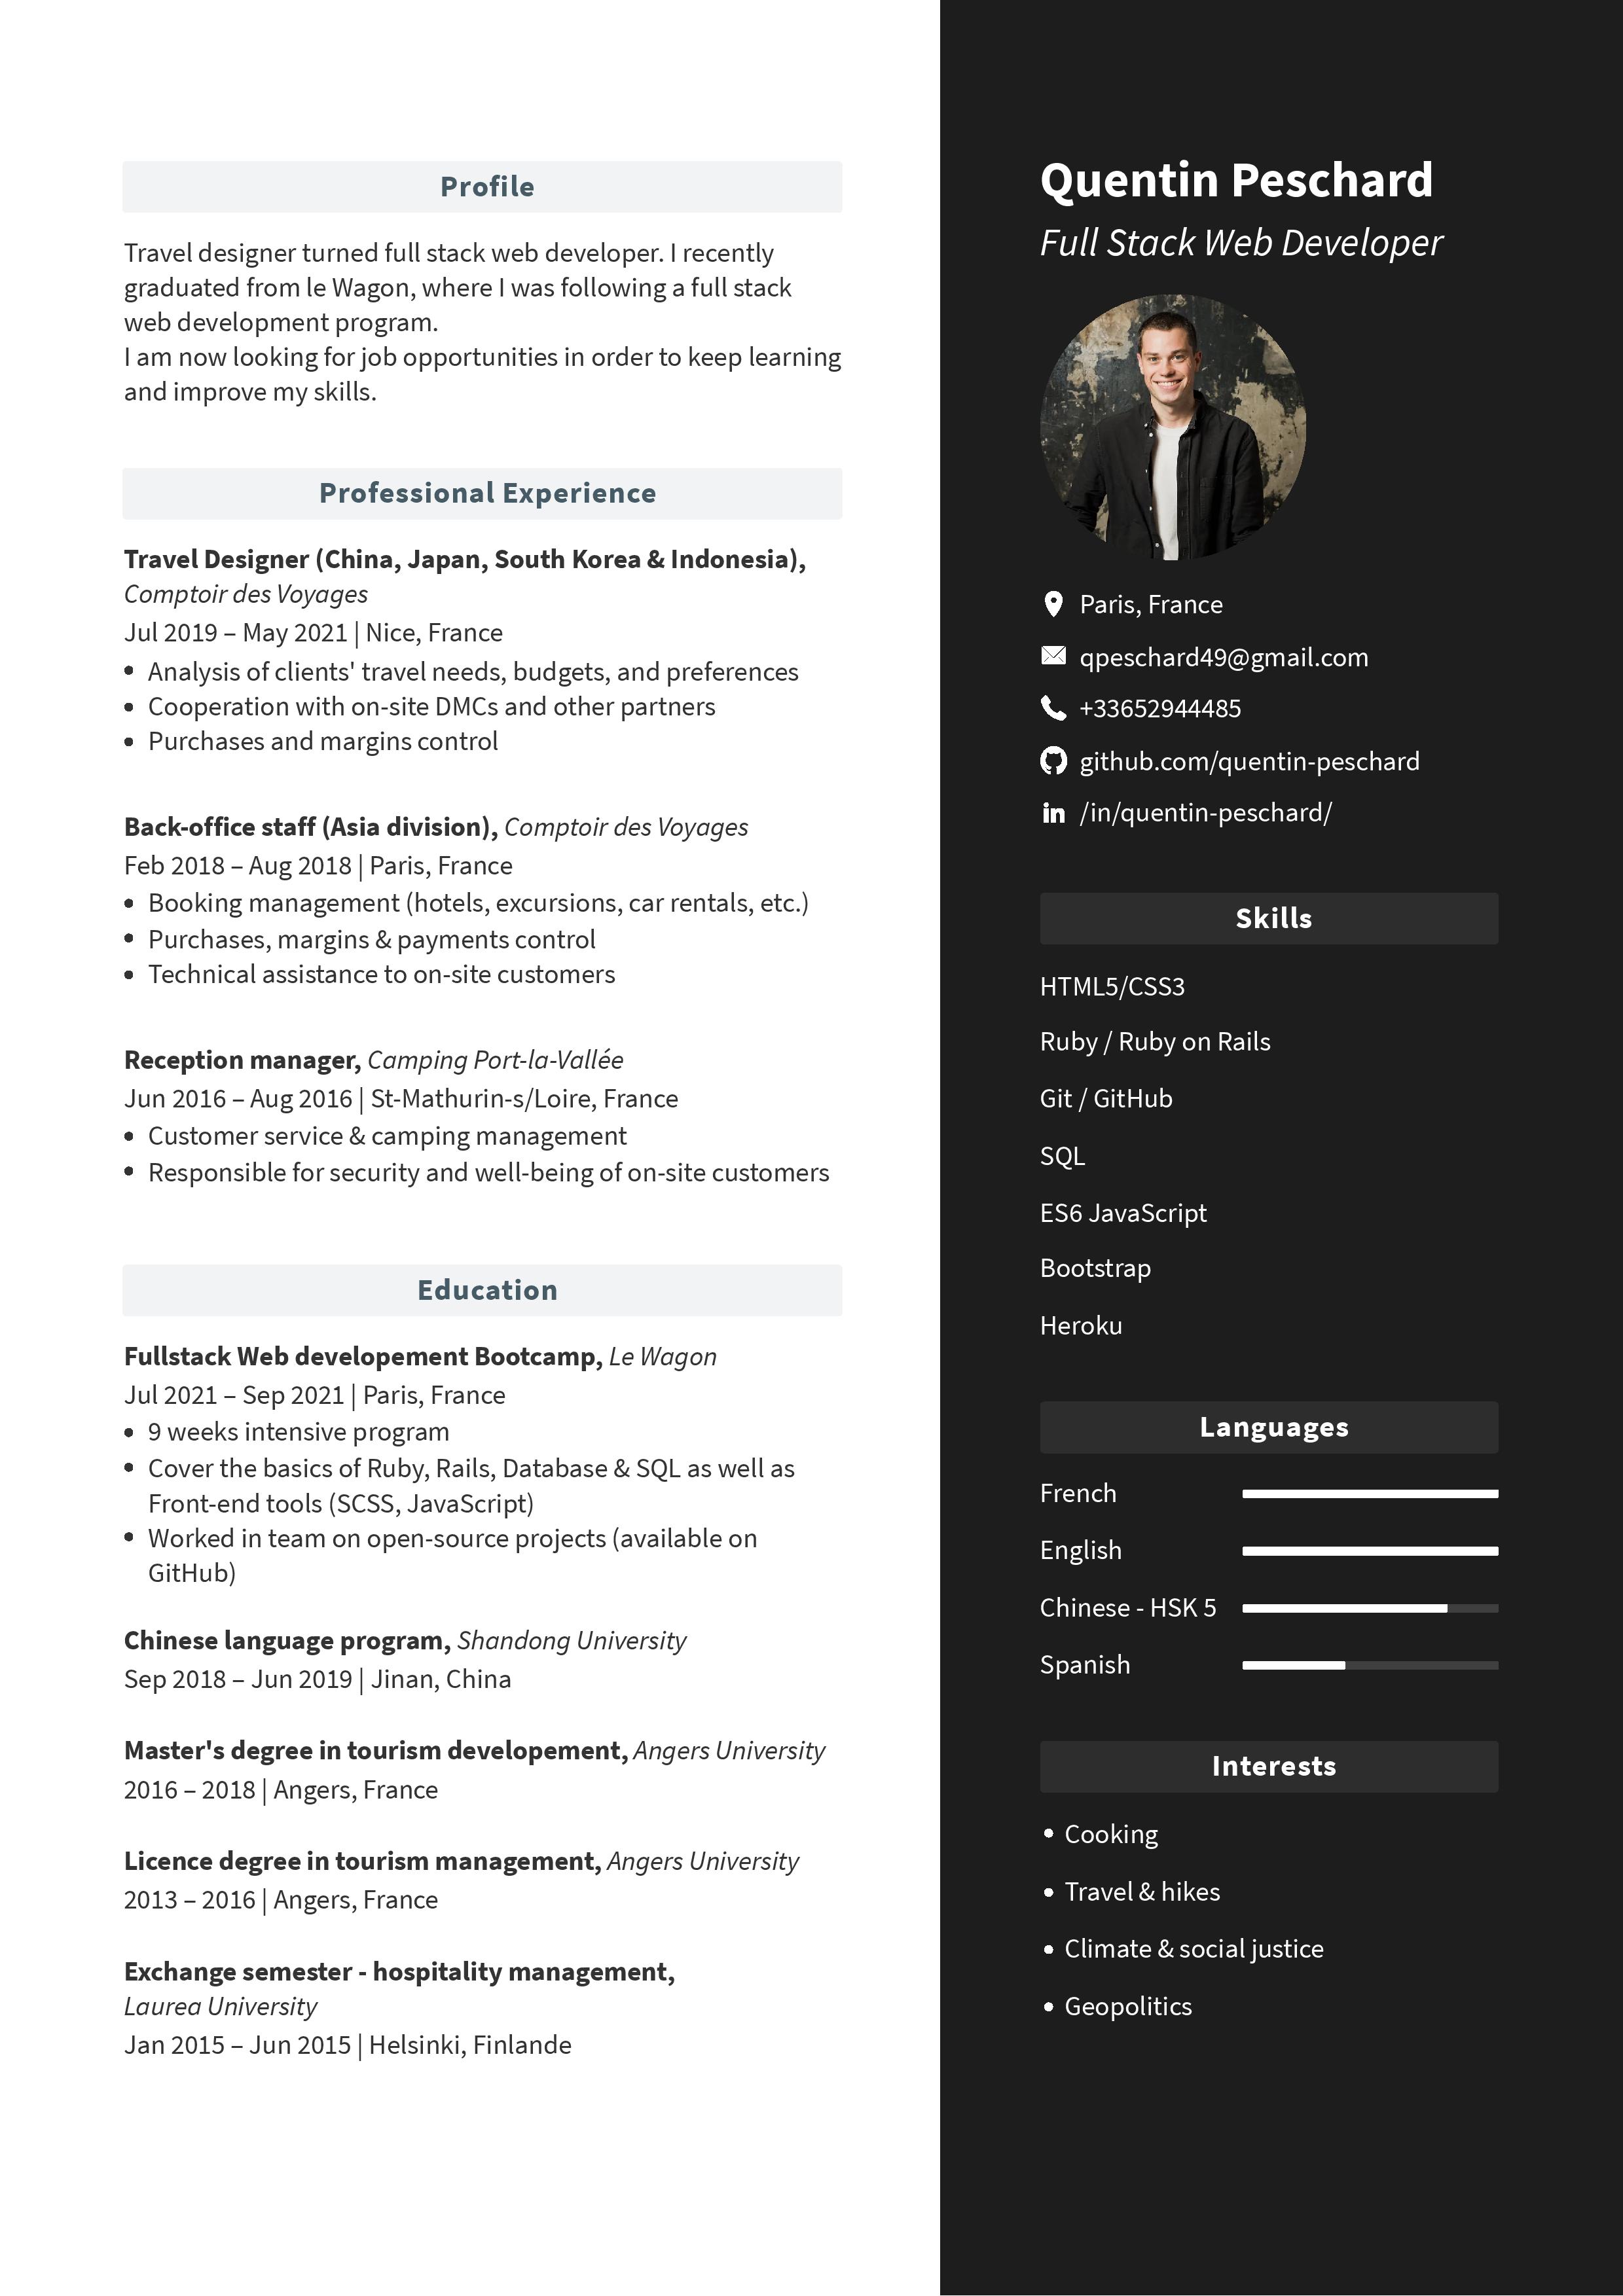 Profile
Travel designer turned full stack web developer. I recently
graduated from le Wagon, where I was following a full stack
web development program.
I am now looking for job opportunities in order to keep learning
and improve my skills.
Professional Experience
Travel Designer (China, Japan, South Korea & Indonesia),
Comptoir des Voyages
Jul 2019 – May 2021 | Nice, France
• Analysis of clients' travel needs, budgets, and preferences
• Cooperation with on-site DMCs and other partners
• Purchases and margins control
Back-office staff (Asia division), Comptoir des Voyages
Feb 2018 – Aug 2018 | Paris, France
• Booking management (hotels, excursions, car rentals, etc.)
• Purchases, margins & payments control
• Technical assistance to on-site customers
Reception manager, Camping Port-la-Vallée
Jun 2016 – Aug 2016 | St-Mathurin-s/Loire, France
• Customer service & camping management
• Responsible for security and well-being of on-site customers
Education
Fullstack Web developement Bootcamp, Le Wagon
Jul 2021 – Sep 2021 | Paris, France
• 9 weeks intensive program
• Cover the basics of Ruby, Rails, Database & SQL as well as
Front-end tools (SCSS, JavaScript)
• Worked in team on open-source projects (available on
GitHub)
Chinese language program, Shandong University
Sep 2018 – Jun 2019 | Jinan, China
Master's degree in tourism developement, Angers University
2016 – 2018 | Angers, France
Licence degree in tourism management, Angers University
2013 – 2016 | Angers, France
Exchange semester - hospitality management,
Laurea University
Jan 2015 – Jun 2015 | Helsinki, Finlande
Quentin Peschard
Full Stack Web Developer
Paris, France
qpeschard49@gmail.com
+33652944485
github.com/quentin-peschard
/in/quentin-peschard/
Skills
HTML5/CSS3
Ruby / Ruby on Rails
Git / GitHub
SQL
ES6 JavaScript
Bootstrap
Heroku
Languages
French
English
Chinese - HSK 5
Spanish
Interests
• Cooking
• Travel & hikes
• Climate & social justice
• Geopolitics